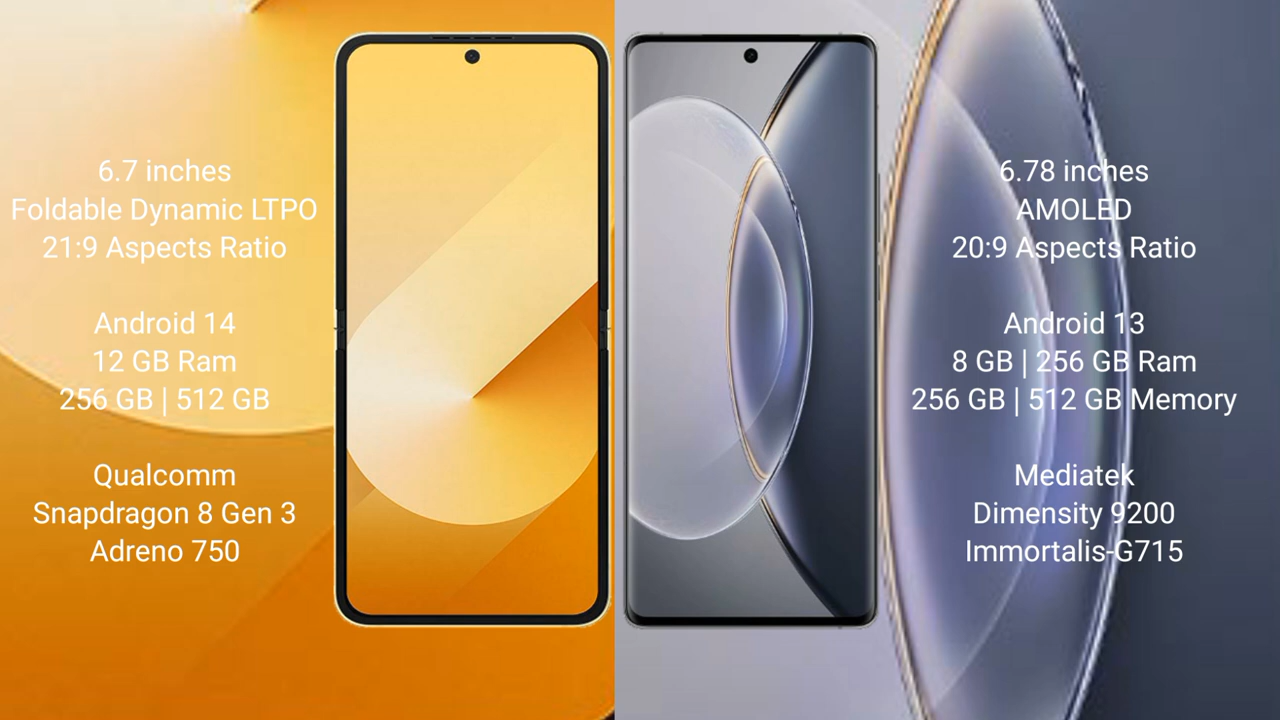 6.7 inches
Foldable Dynamic LTPO
21:9 Aspects Ratio
Android 14
12 GB Ram
256 GB | 512 GB
Qualcomm
Snapdragon 8 Gen 3
Adreno 750
6.78 inches
AMOLED
20:9 Aspects Ratio
Android 13
8 GB | 256 GB Ram
256 GB | 512 GB Memory
Mediatek
Dimensity 9200
Immortalis-G715